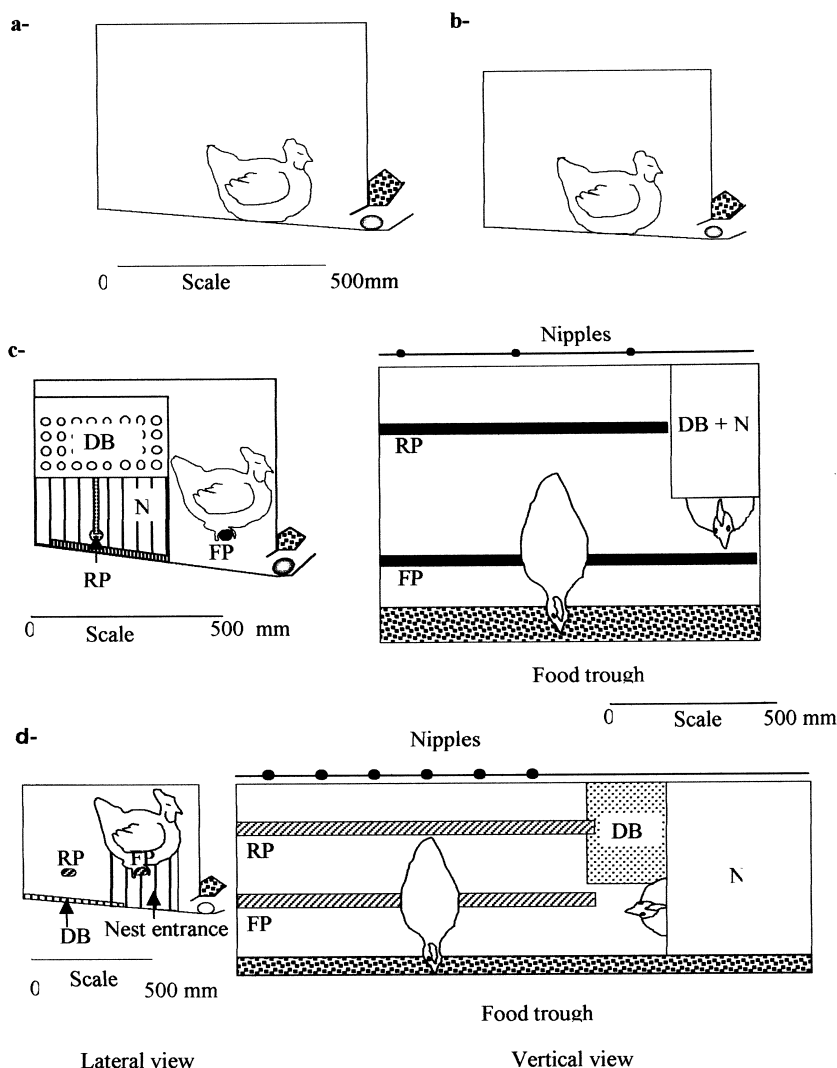 a-
b-
0 Scale 500mm
c-
Nipples
DB
N
FP
RP
0 Scale 500 mm
RP
DB + N
FP
Food trough
0 Scale 500 mm
d-
Nipples
RP
FP
DB
Nest entrance
0 Scale 500 mm
RP
DB
FP
N
Food trough
Lateral view
Vertical view